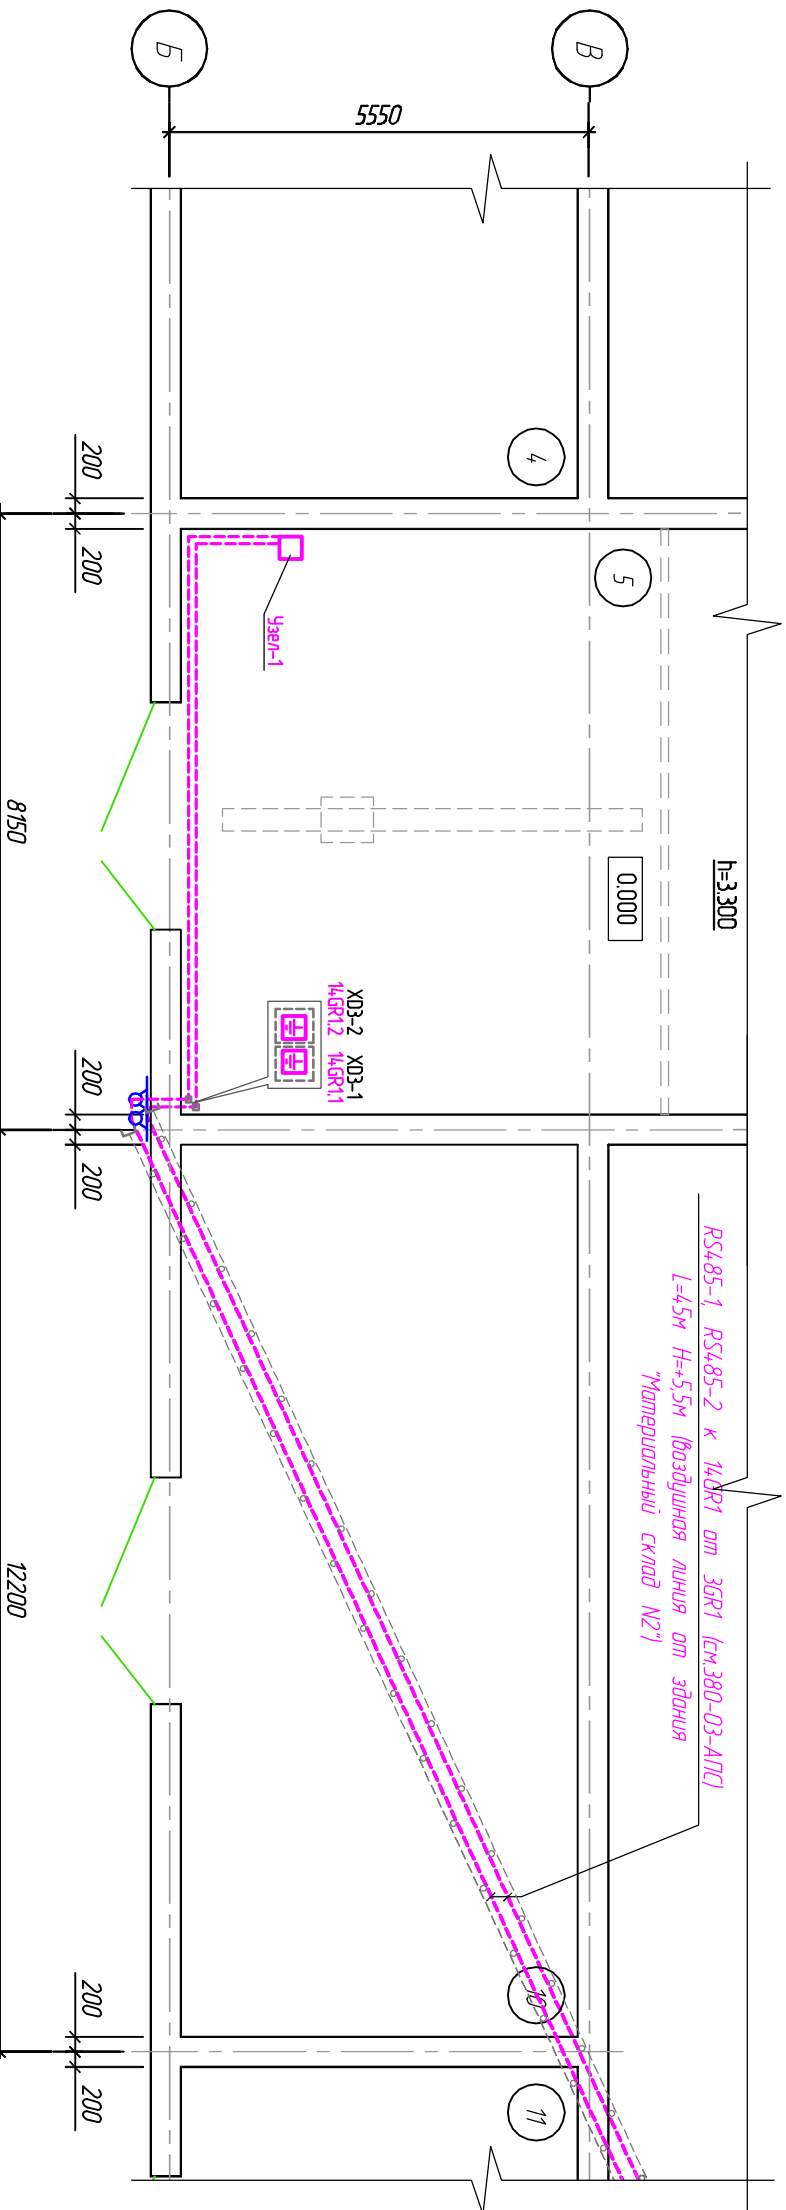 Б
В
5550
4
200
200
5
Узел-1
8150
h=3.300
0.000
XD3-2 XD3-1
14GR1.2 14GR1.1
200
200
RS485-1, RS485-2 к 14GR1 от 3GR1 (см.380-03-АПС)
L=45м Н=+5,5м (воздушная линия от здания
"Материальный склад N2")
12200
10
200
200
11